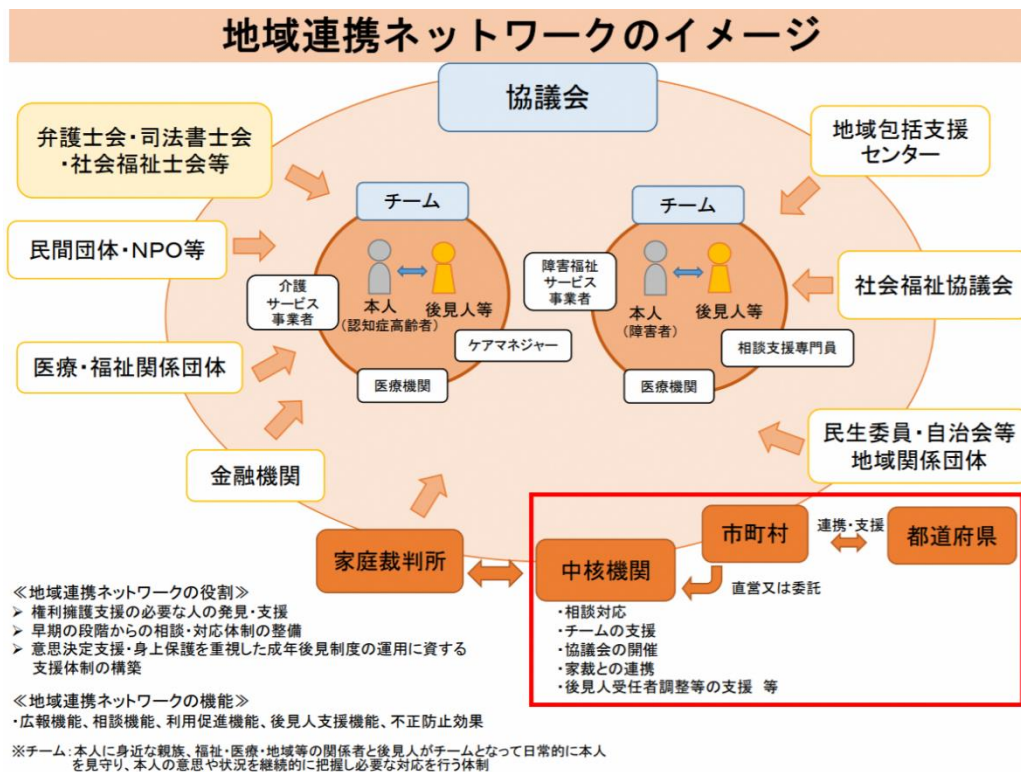 地域連携ネットワークのイメージ
協議会
弁護士会・司法書士会
・社会福祉士会等
地域包括支援
センター
チーム
チーム
民間団体・NPO等
介護
サービス
事業者
本人
(認知症高齢者)
後見人等
障害福祉
サービス
事業者
本人
(障害者)
後見人等
社会福祉協議会
ケアマネジャー
相談支援専門員
医療・福祉関係団体
医療機関
医療機関
民生委員・自治会等
地域関係団体
金融機関
家庭裁判所
中核機関
市町村
連携・支援
都道府県
直営又は委託
・相談対応
・チームの支援
・協議会の開催
・家裁との連携
・後見人受任者調整等の支援 等
≪地域連携ネットワークの役割≫
➢ 権利擁護支援の必要な人の発見・支援
➢ 早期の段階からの相談・対応体制の整備
➢ 意思決定支援・身上保護を重視した成年後見制度の運用に資する
支援体制の構築
≪地域連携ネットワークの機能≫
・広報機能、相談機能、利用促進機能、後見人支援機能、不正防止効果
※チーム:本人に身近な親族、福祉・医療・地域等の関係者と後見人がチームとなって日常的に本人
を見守り、本人の意思や状況を継続的に把握し必要な対応を行う体制